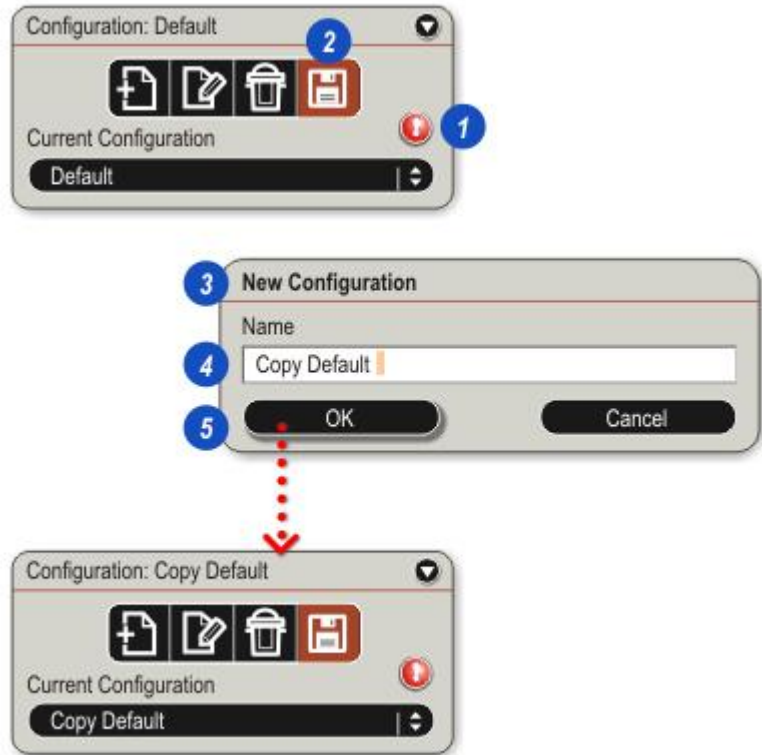 Configuration: Default
2
1
Current Configuration
Default
3
New Configuration
Name
4
Copy Default
5
OK
Cancel
Configuration: Copy Default
Current Configuration
Copy Default